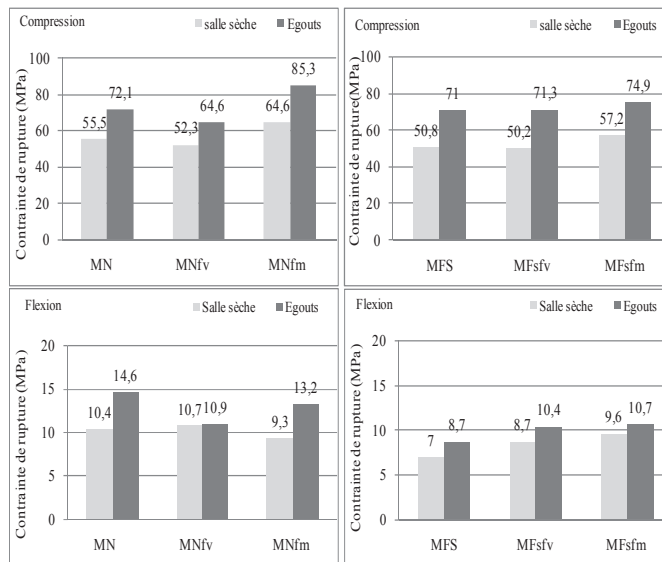 Compression
salle sèche
Egouts
Contrainte de rupture (MPa)
100
80
60
40
20
0
55,5
72,1
52,3
64,6
64,6
85,3
MN
MNfv
MNfm
Compression
salle sèche
Egouts
Contrainte de rupture(MPa)
100
80
60
40
20
0
50,8
71
50,2
71,3
57,2
74,9
MFS
MFsfv
MFsfm
Flexion
Salle sèche
Egouts
Contrainte de rupture (MPa)
20
15
10
5
0
10,4
14,6
10,7
10,9
9,3
13,2
MN
MNfv
MNfm
Flexion
Salle sèche
Egouts
Contrainte de rupture (MPa)
20
15
10
5
0
7
8,7
8,7
10,4
9,6
10,7
MFS
MFsfv
MFsfm